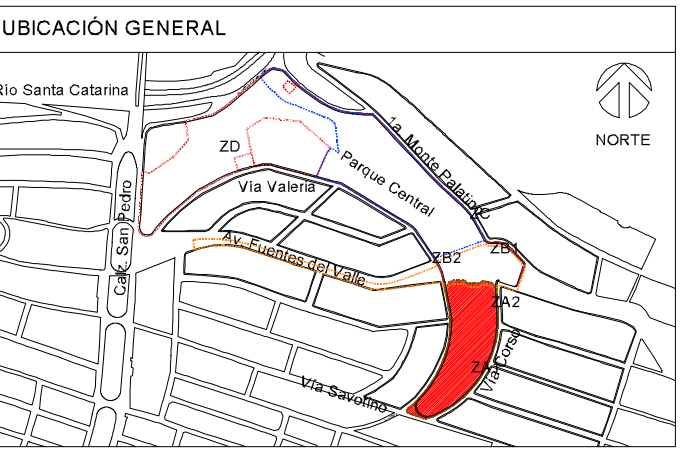 UBICACIÓN GENERAL
Río Santa Catarina
NORTE
1a. Monte Palatino
ZC
ZD
Parque Central
Vía Valeria
Calz. San Pedro
Av. Fuentes del Valle
ZB1
ZB2
ZA2
ZA
Vía Corso
Vía Savotino